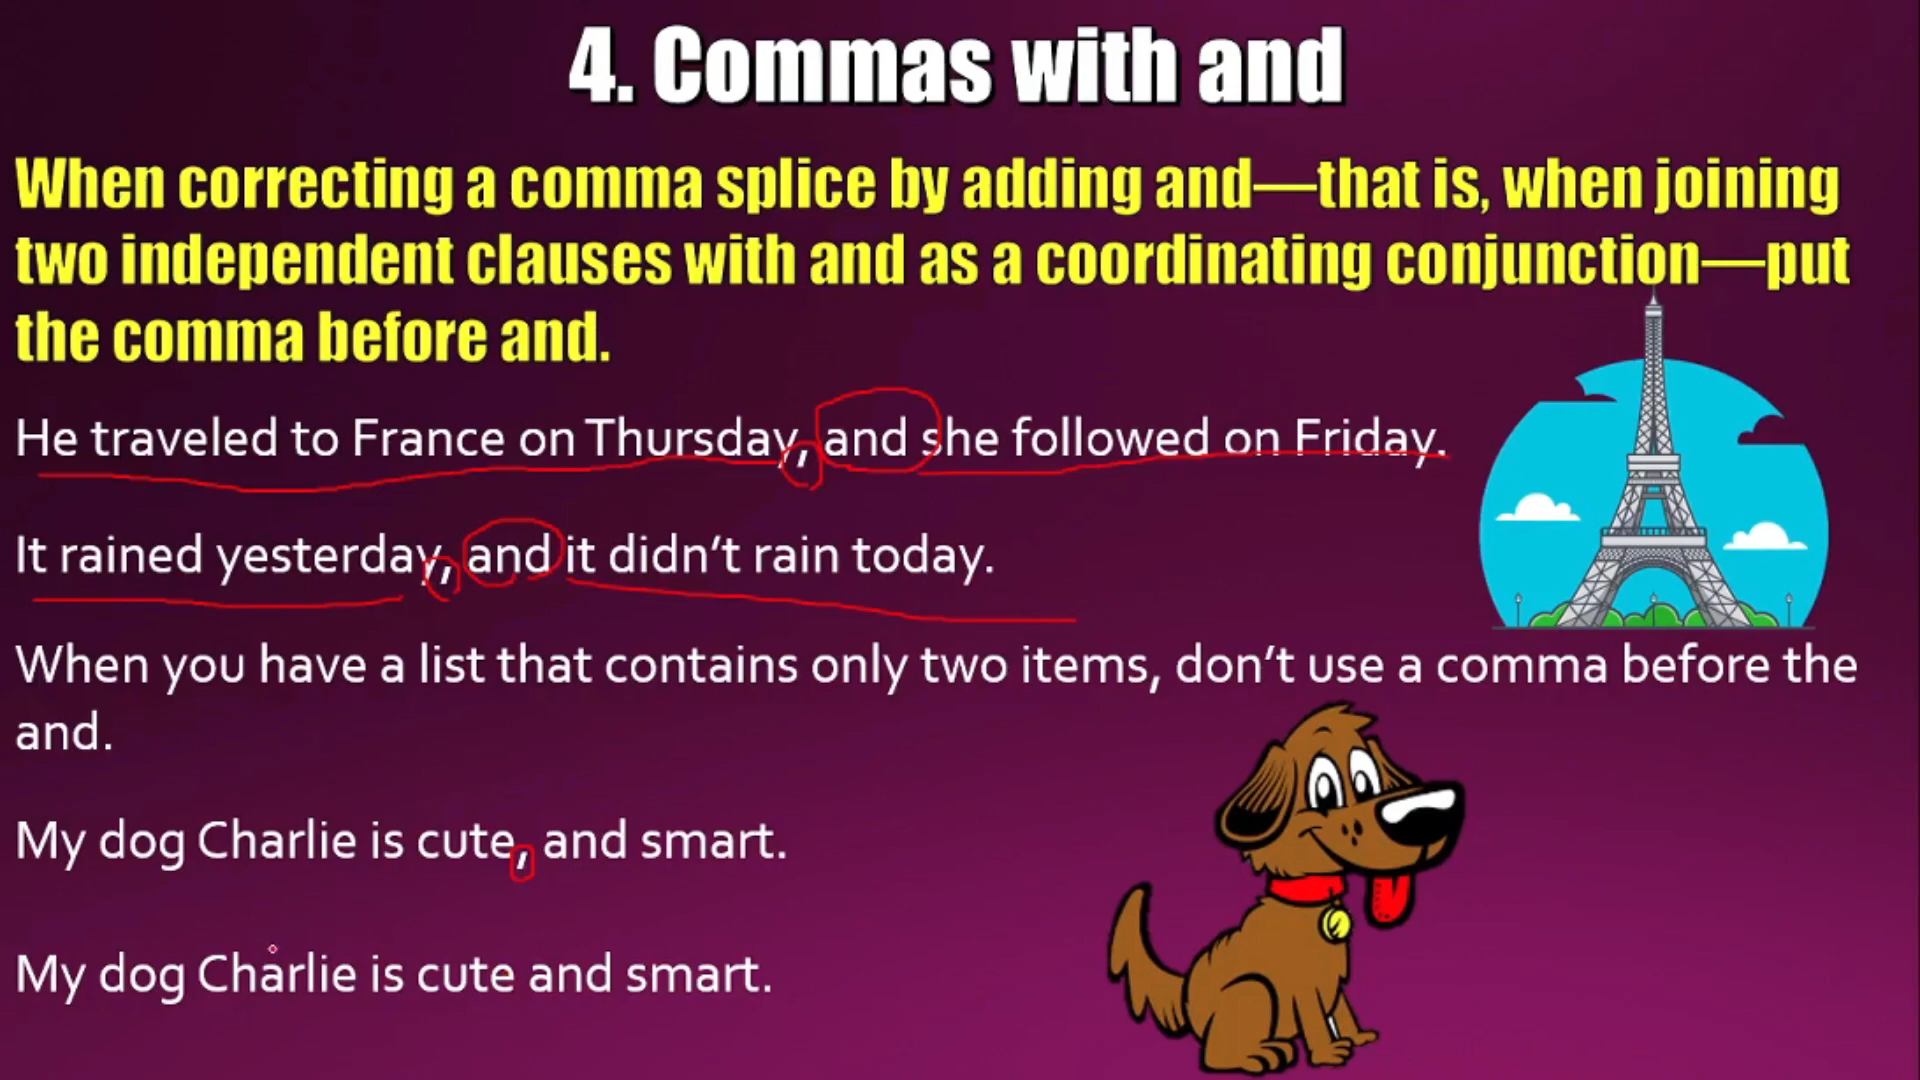 4. Commas with and
When correcting a comma splice by adding and—that is, when joining
two independent clauses with and as a coordinating conjunction—put
the comma before and.
He traveled to France on Thursday, and she followed on Friday.
It rained yesterday, and it didn’t rain today.
When you have a list that contains only two items, don’t use a comma before the
and.
My dog Charlie is cute, and smart.
My dog Charlie is cute and smart.